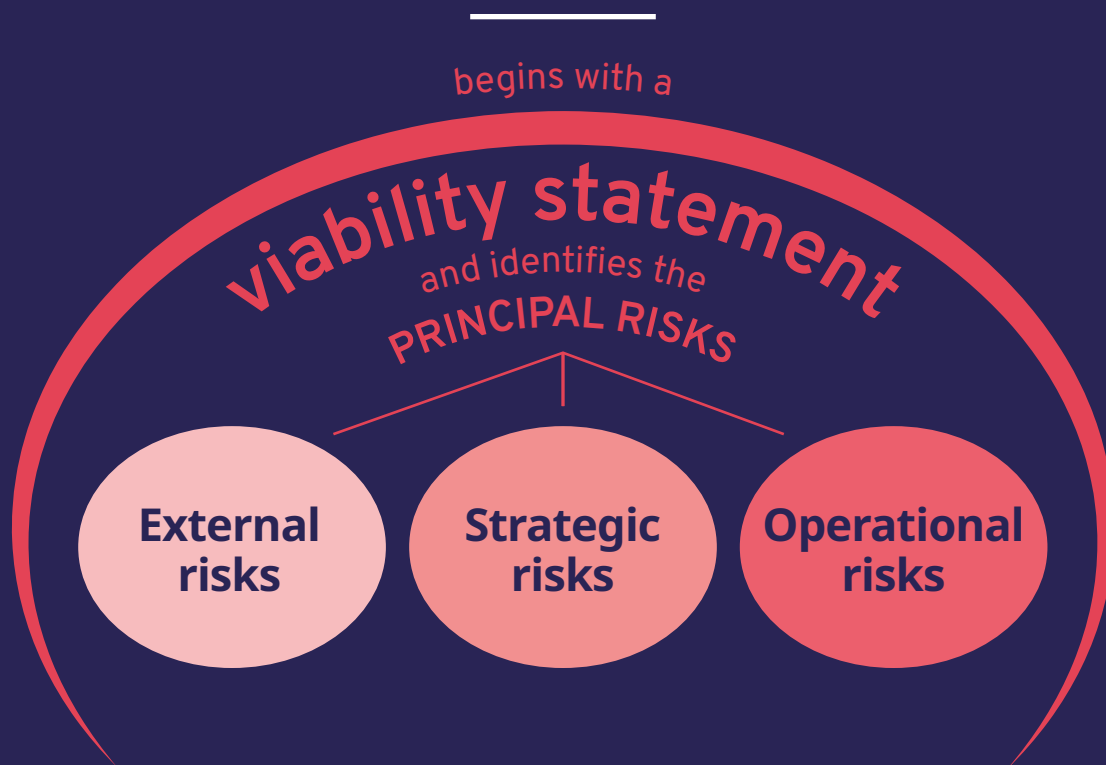 begins with a
viability statement
and identifies the
PRINCIPAL RISKS
External
risks
Strategic
risks
Operational
risks